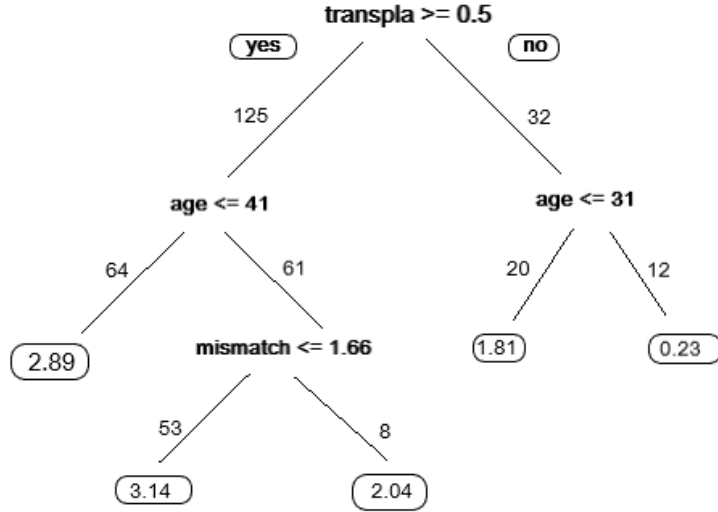 transpla >= 0.5
yes
no
125
32
age <= 41
age <= 31
64
61
20
12
2.89
mismatch <= 1.66
1.81
0.23
53
8
3.14
2.04